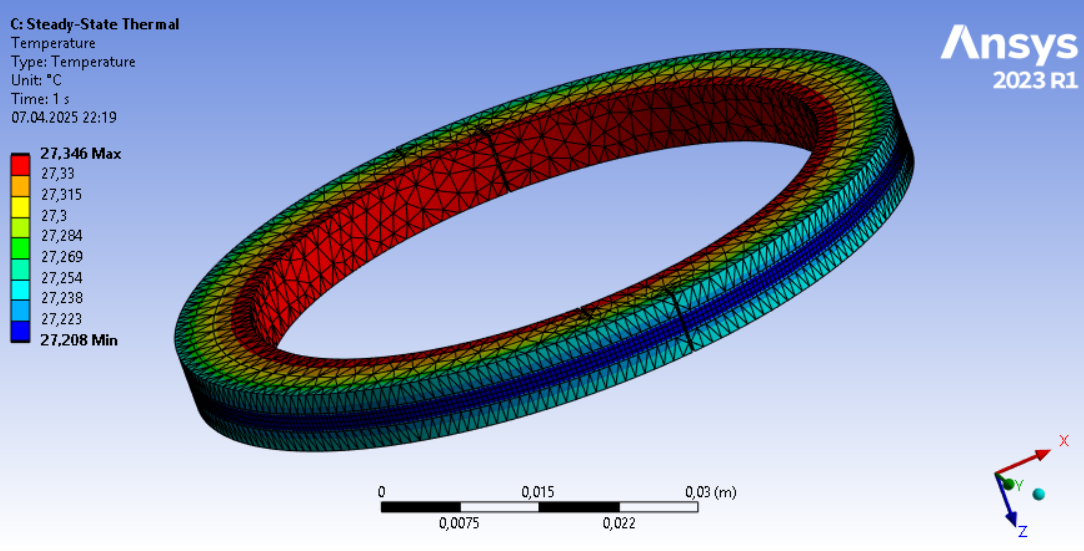 C: Steady-State Thermal
Temperature
Type: Temperature
Unit: °C
Time: 1 s
07.04.2025 22:19
27,346 Max
27,33
27,315
27,3
27,284
27,269
27,254
27,238
27,223
27,208 Min
Ansys
2023 R1
0
0,015
0,03 (m)
0,0075
0,022
X
Y
Z